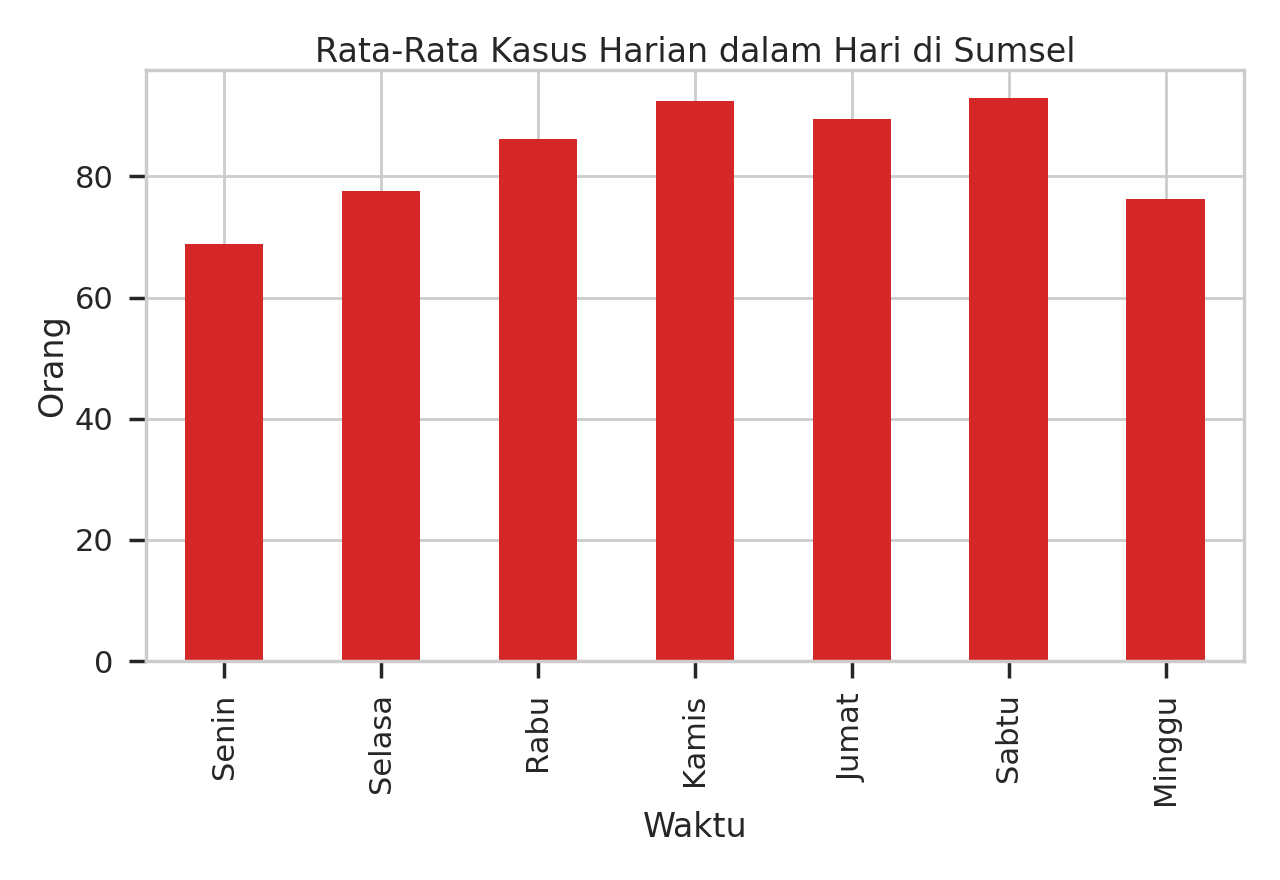 Rata-Rata Kasus Harian dalam Hari di Sumsel
Orang
80
60
40
20
0
Senin
Selasa
Rabu
Kamis
Jumat
Sabtu
Minggu
Waktu